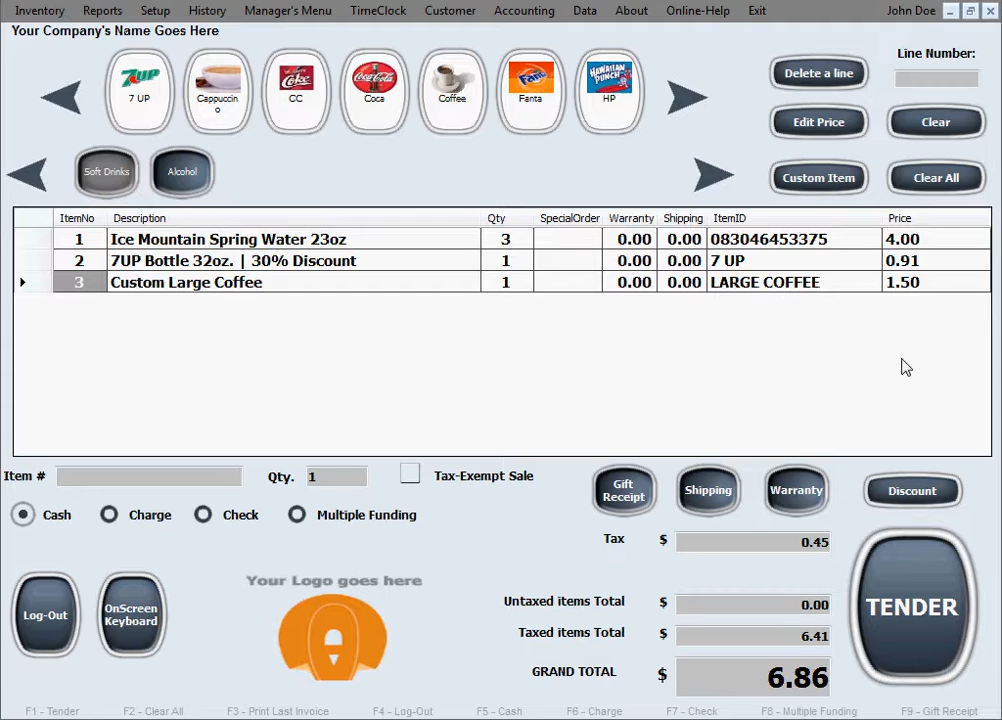 Inventory Reports Setup History Manager's Menu TimeClock Customer Accounting Data About Online-Help Exit John Doe
Your Company's Name Goes Here
7UP
7 UP
Cappuccin
o
Coke
CC
Coca-Cola
Coca
Coffee
Fanta
Fanta
HAWAIIAN
PUNCH
HP
Delete a line
Line Number:
Edit Price
Clear
Soft Drinks
Alcohol
Custom Item
Clear All
ItemNo Description Qty SpecialOrder Warranty Shipping ItemID Price
1 Ice Mountain Spring Water 23oz 3 0.00 0.00 083046453375 4.00
2 7UP Bottle 32oz. | 30% Discount 1 0.00 0.00 7 UP 0.91
3 Custom Large Coffee 1 0.00 0.00 LARGE COFFEE 1.50
Item # Qty. 1 Tax-Exempt Sale
Gift
Receipt
Shipping
Warranty
Discount
Cash Charge Check Multiple Funding
Tax $ 0.45
Log-Out
OnScreen
Keyboard
Your Logo goes here
Untaxed items Total $ 0.00
Taxed items Total $ 6.41
GRAND TOTAL $ 6.86
TENDER
F1 - Tender F2 - Clear All F3 - Print Last Invoice F4 - Log-Out F5 - Cash F6 - Charge F7 - Check F8 - Multiple Funding F9 - Gift Receipt